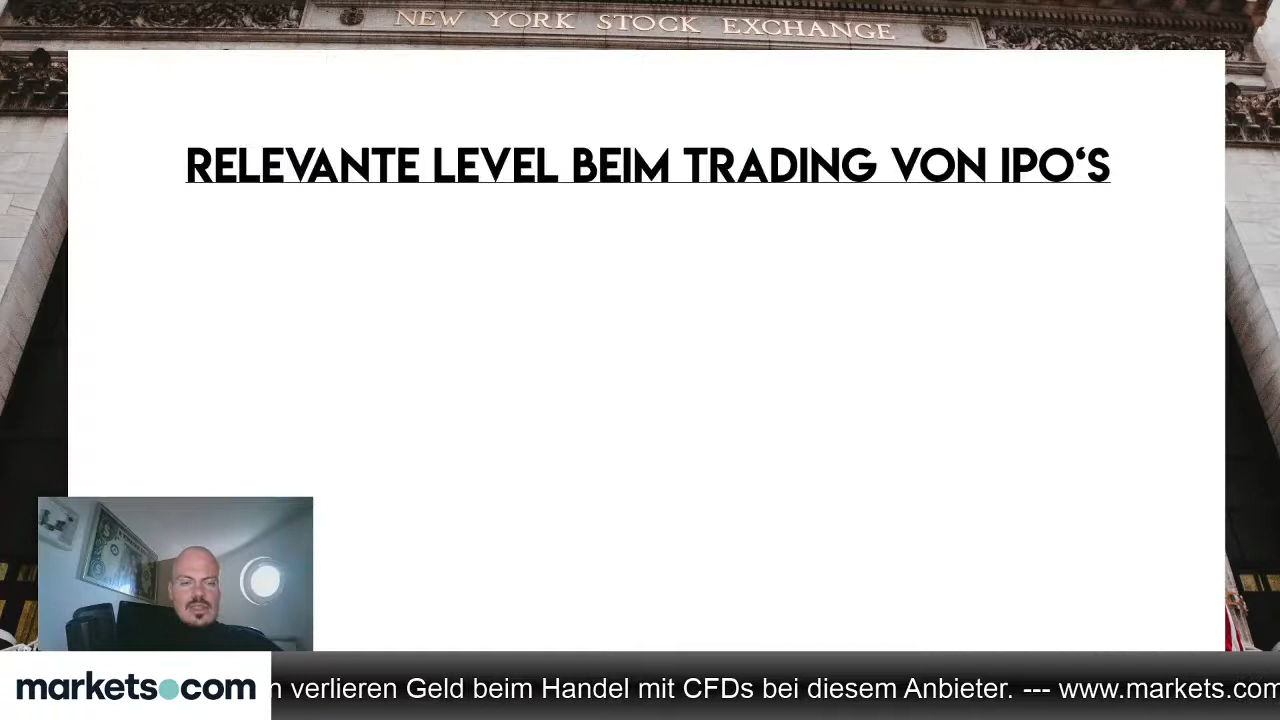 NEW YORK STOCK EXCHANGE
RELEVANTE LEVEL BEIM TRADING VON IPO‘S
markets.com
n verlieren Geld beim Handel mit CFDs bei diesem Anbieter. --- www.markets.com